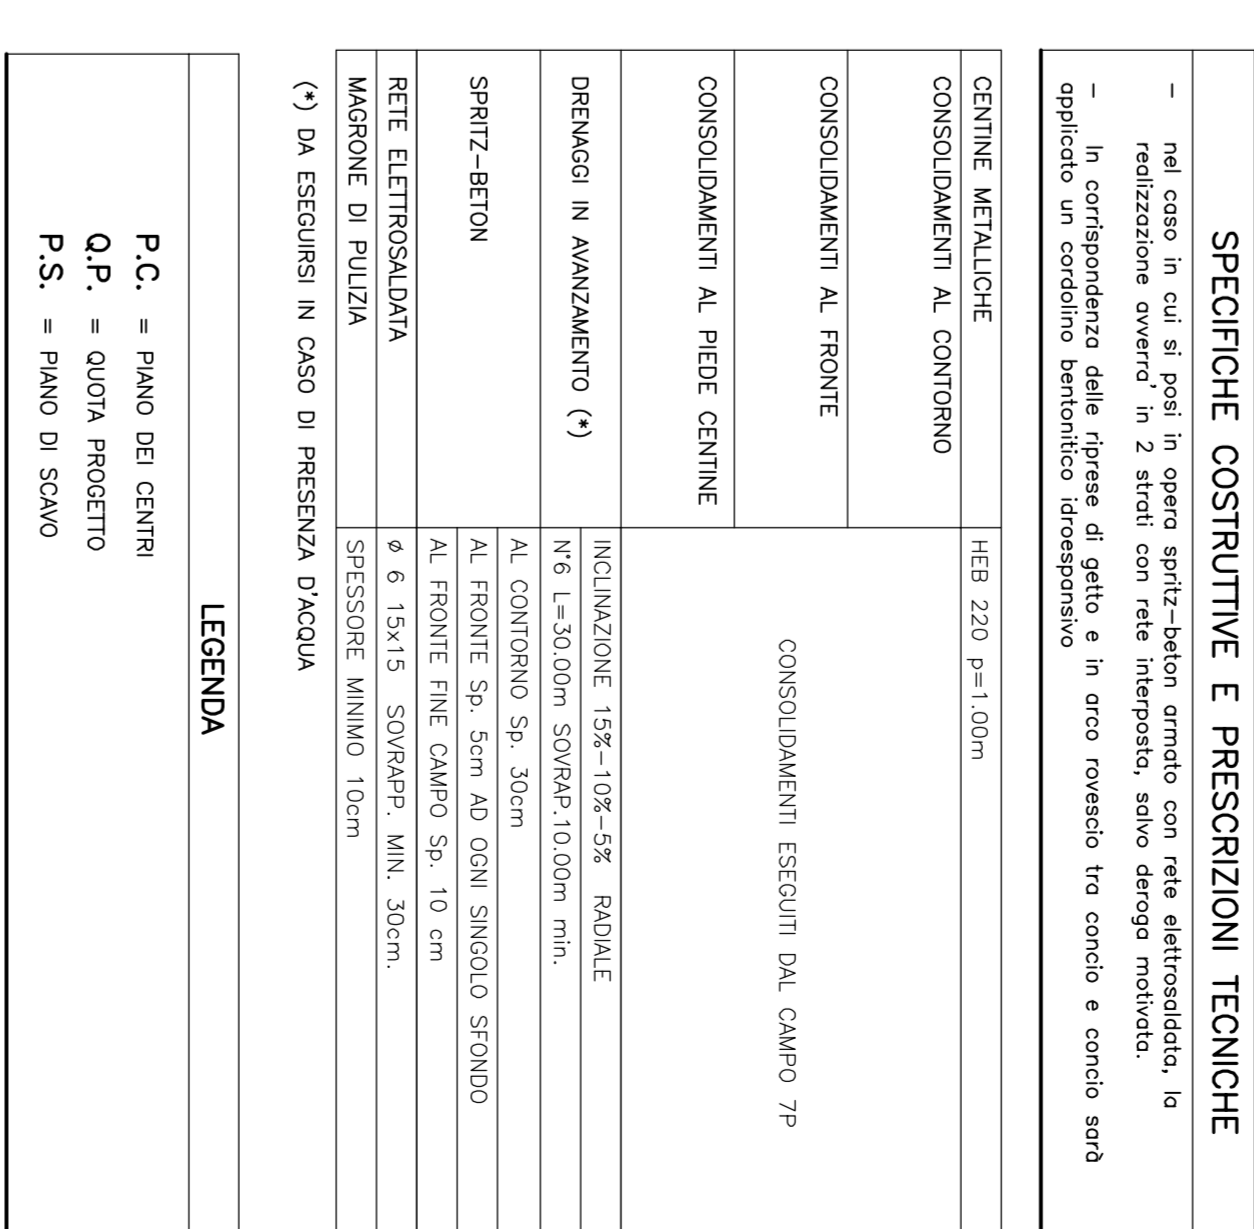 SPECIFICHE COSTRUTTIVE E PRESCRIZIONI TECNICHE
– nel caso in cui si posi in opera spritz–beton armato con rete elettrosaldata, la
realizzazione avverra' in 2 strati con rete interposta, salvo deroga motivata.
– In corrispondenza delle riprese di getto e in arco rovescio tra concio e concio sarà
applicato un cordolino bentonitico idroespansivo
CENTINE METALLICHE HEB 220 p=1.00m
CONSOLIDAMENTI AL CONTORNO
CONSOLIDAMENTI AL FRONTE
CONSOLIDAMENTI ESEGUITI DAL CAMPO 7P
CONSOLIDAMENTI AL PIEDE CENTINE
DRENAGGI IN AVANZAMENTO (*)
INCLINAZIONE 15%–10%–5% RADIALE
N°6 L=30.00m SOVRAP.10.00m min.
SPRITZ–BETON
AL CONTORNO Sp. 30cm
AL FRONTE Sp. 5cm AD OGNI SINGOLO SFONDO
AL FRONTE FINE CAMPO Sp. 10 cm
RETE ELETTROSALDATA ø 6 15x15 SOVRAPP. MIN. 30cm.
MAGRONE DI PULIZIA SPESSORE MINIMO 10cm
(*) DA ESEGUIRSI IN CASO DI PRESENZA D'ACQUA
LEGENDA
P.C. = PIANO DEI CENTRI
Q.P. = QUOTA PROGETTO
P.S. = PIANO DI SCAVO